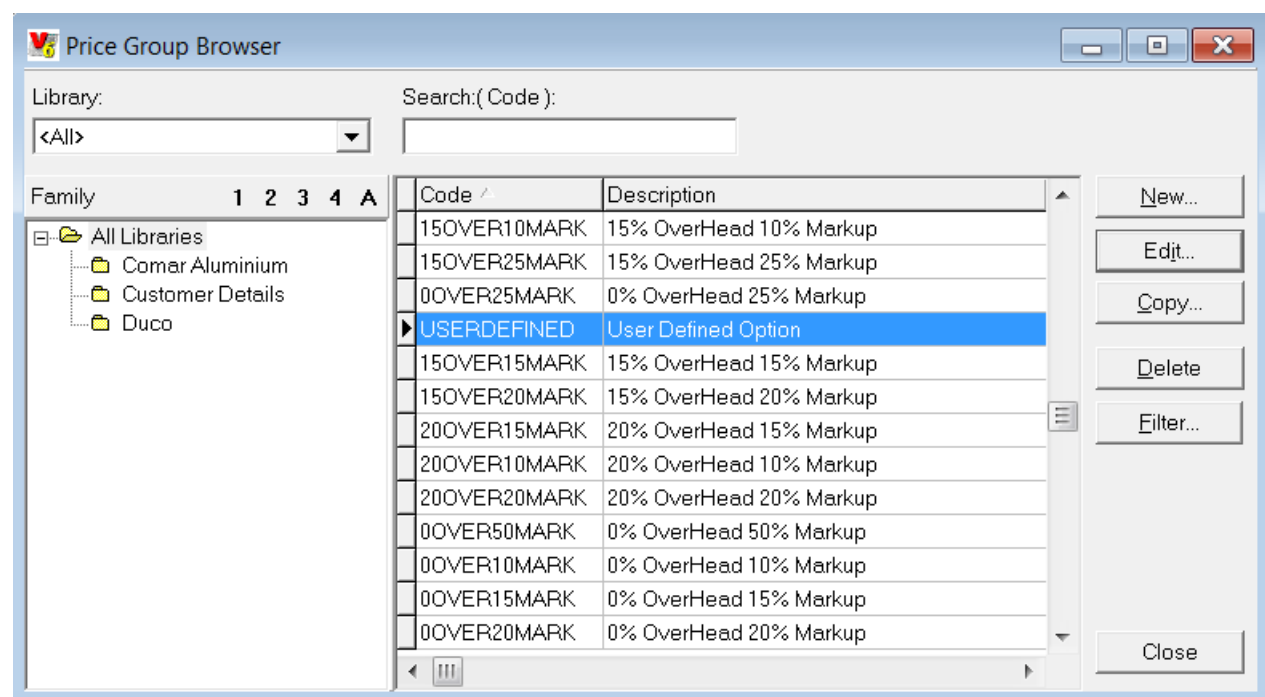 Price Group Browser
Library:
Search:( Code ):
<All>
Family 1 2 3 4 A
Code Description
New...
All Libraries
Comar Aluminium
Customer Details
Duco
15OVER10MARK 15% OverHead 10% Markup
15OVER25MARK 15% OverHead 25% Markup
0OVER25MARK 0% OverHead 25% Markup
USERDEFINED User Defined Option
15OVER15MARK 15% OverHead 15% Markup
15OVER20MARK 15% OverHead 20% Markup
20OVER15MARK 20% OverHead 15% Markup
20OVER10MARK 20% OverHead 10% Markup
20OVER20MARK 20% OverHead 20% Markup
0OVER50MARK 0% OverHead 50% Markup
0OVER10MARK 0% OverHead 10% Markup
0OVER15MARK 0% OverHead 15% Markup
0OVER20MARK 0% OverHead 20% Markup
Edit...
Copy...
Delete
Filter...
Close